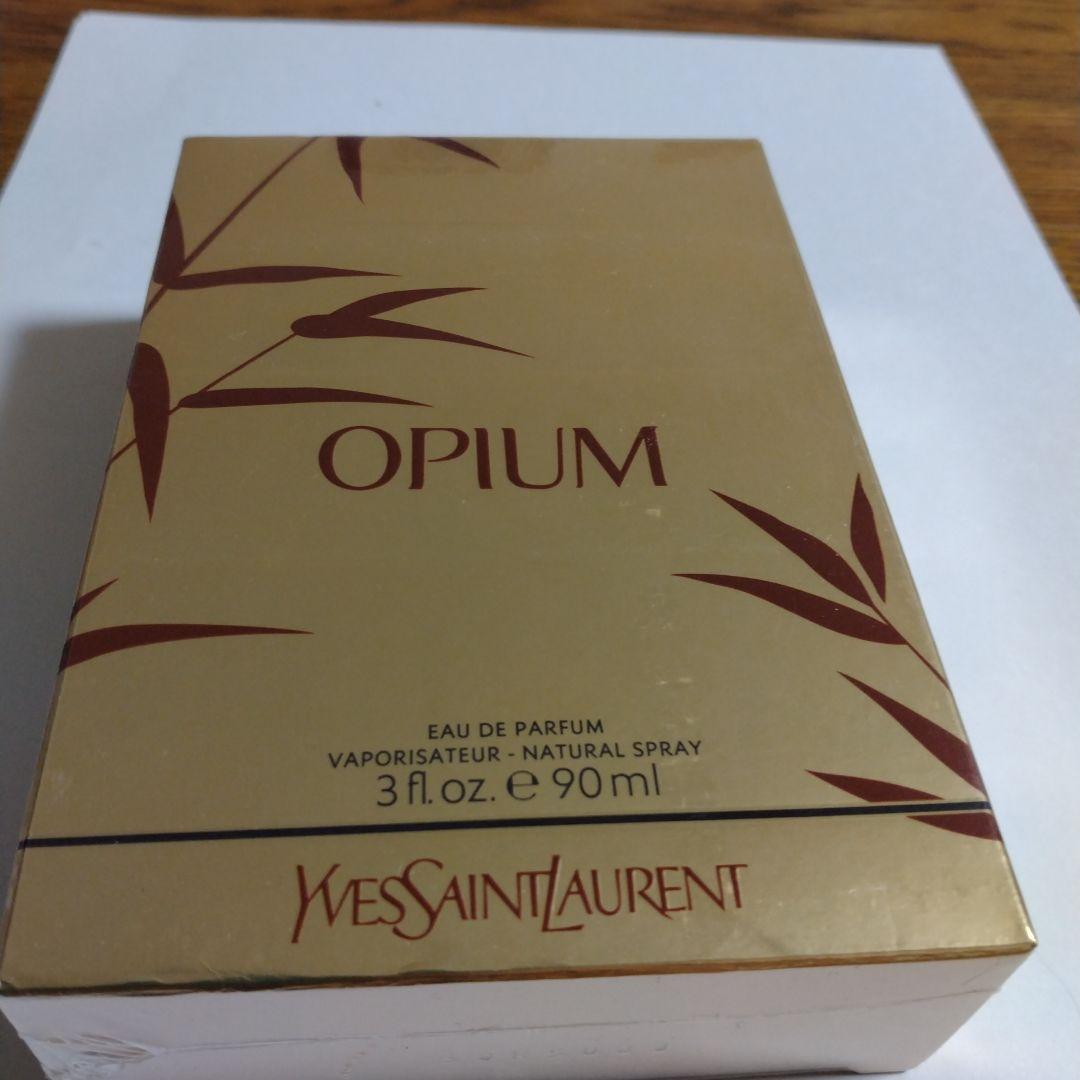 OPIUM
EAU DE PARFUM
VAPORISATEUR - NATURAL SPRAY
3 fl. oz. ℮ 90 ml
YVESSAINTLAURENT